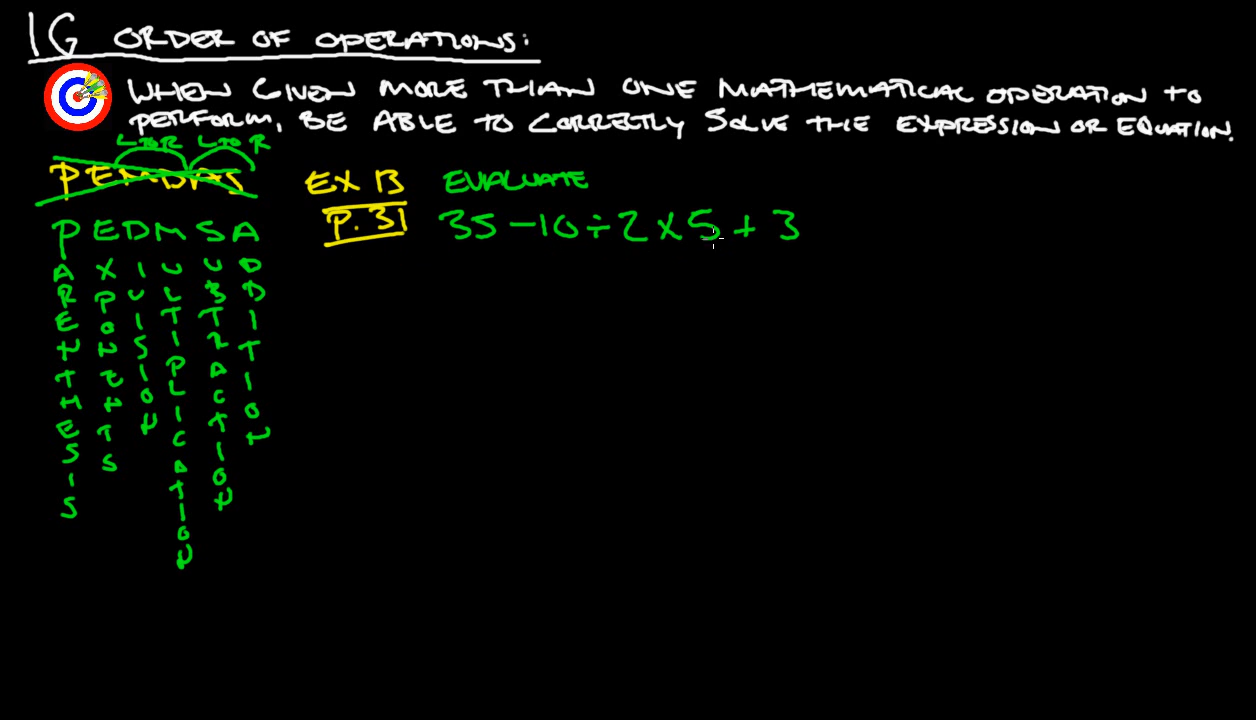 1G ORDER OF OPERATIONS:
WHEN GIVEN MORE THAN ONE MATHEMATICAL OPERATION TO
PERFORM, BE ABLE TO CORRECTLY SOLVE THE EXPRESSION OR EQUATION.
L TO R L TO R
PEMDAS
EX 13 EVALUATE
P. 31 35 - 10 ÷ 2 × 5 + 3
P E D M S A
PARENTHESIS
EXPONENTS
DIVISION
MULTIPLICATION
SUBTRACTION
ADDITION